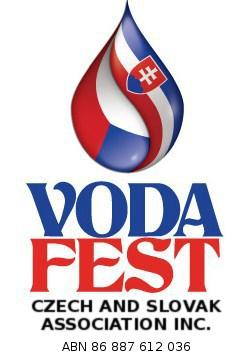 VODA
FEST
CZECH AND SLOVAK
ASSOCIATION INC.
ABN 86 887 612 036